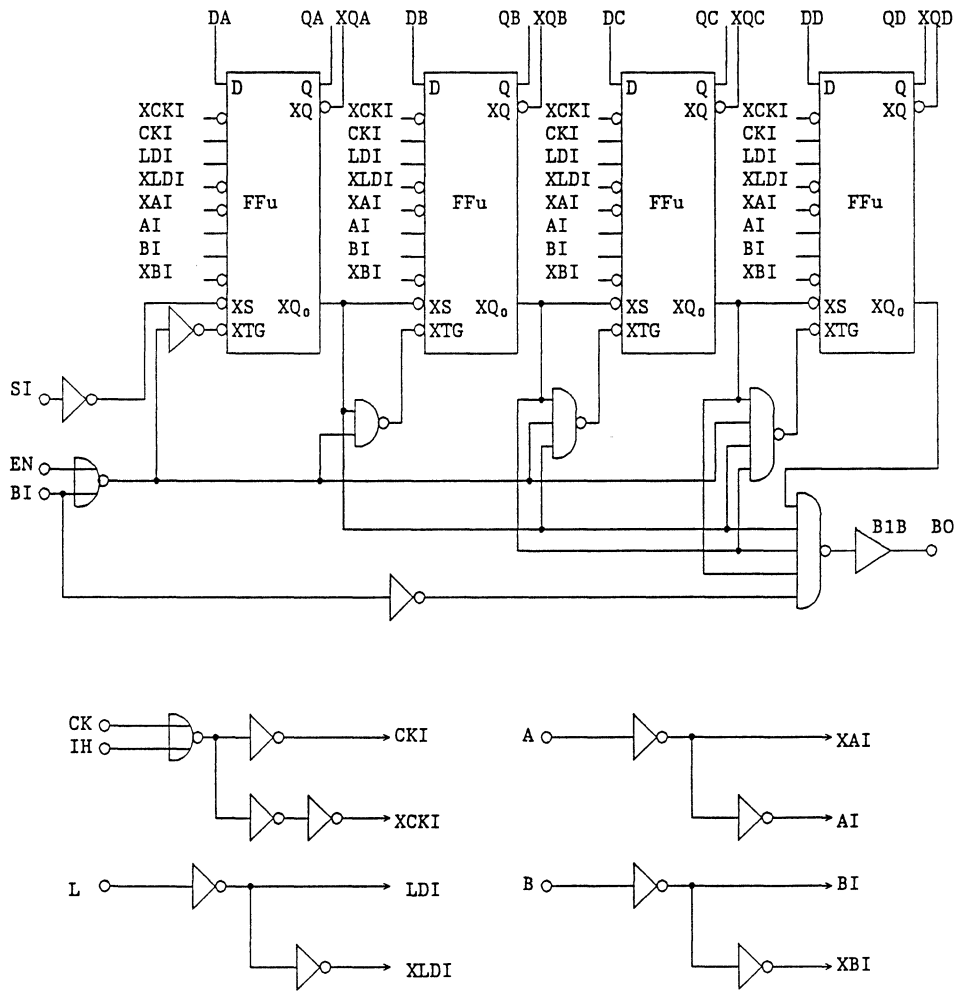 DA QA XQA DB QB XQB DC QC XQC DD QD XQD
D Q D Q D Q D Q
XQ XQ XQ XQ
XCKI XCKI XCKI XCKI
CKI CKI CKI CKI
LDI LDI LDI LDI
XLDI XLDI XLDI XLDI
XAI FFu XAI FFu XAI FFu XAI FFu
AI AI AI AI
BI BI BI BI
XBI XBI XBI XBI
XS XQ₀ XS XQ₀ XS XQ₀ XS XQ₀
XTG XTG XTG XTG
SI
EN
BI
B1B BO
CK
IH
CKI
A
XAI
XCKI
AI
L
LDI
B
BI
XLDI
XBI